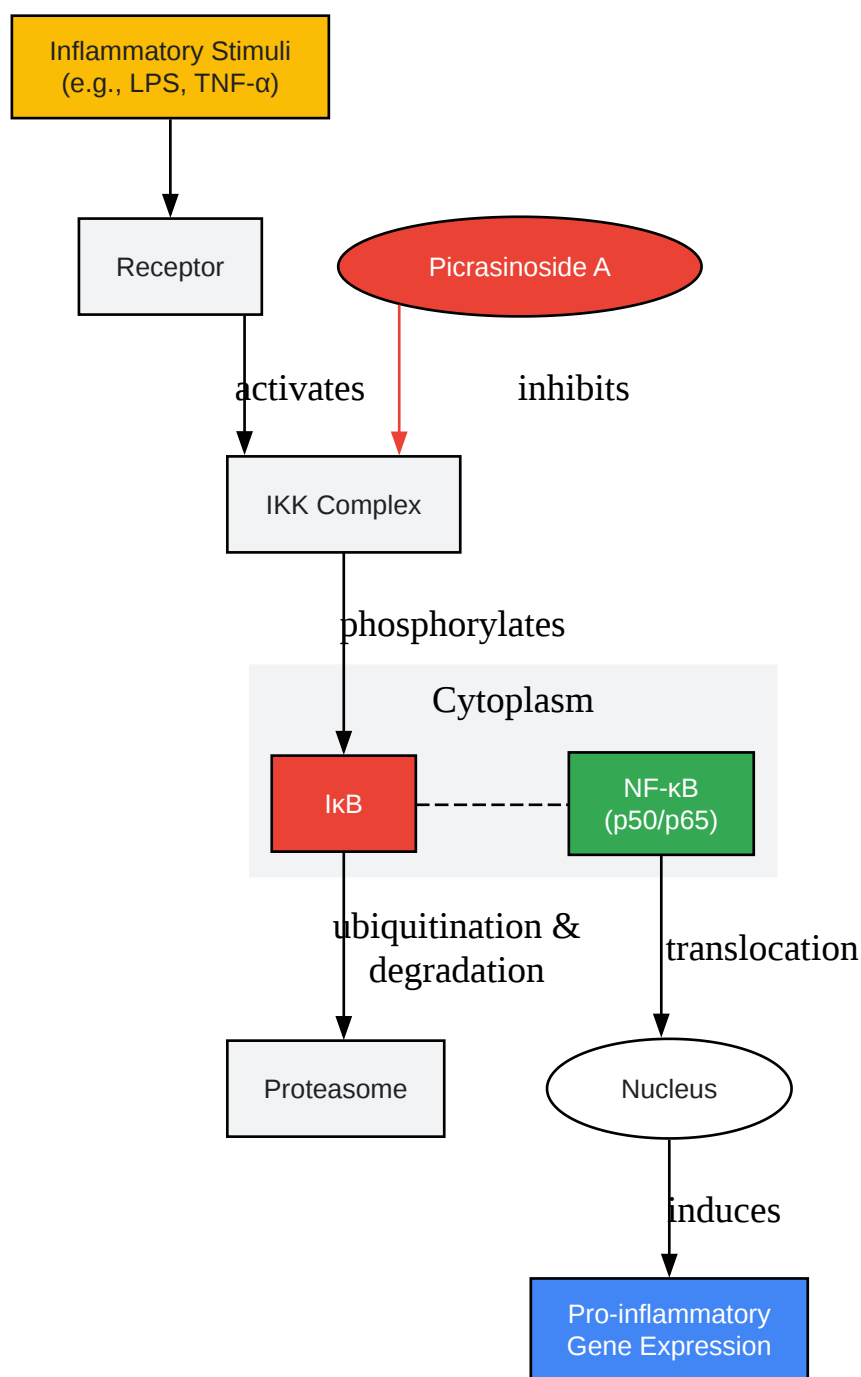 Inflammatory Stimuli
(e.g., LPS, TNF-α)
Receptor
Picrasinoside A
activates
inhibits
IKK Complex
phosphorylates
Cytoplasm
IκB
NF-κB
(p50/p65)
ubiquitination &
degradation
translocation
Proteasome
Nucleus
induces
Pro-inflammatory
Gene Expression